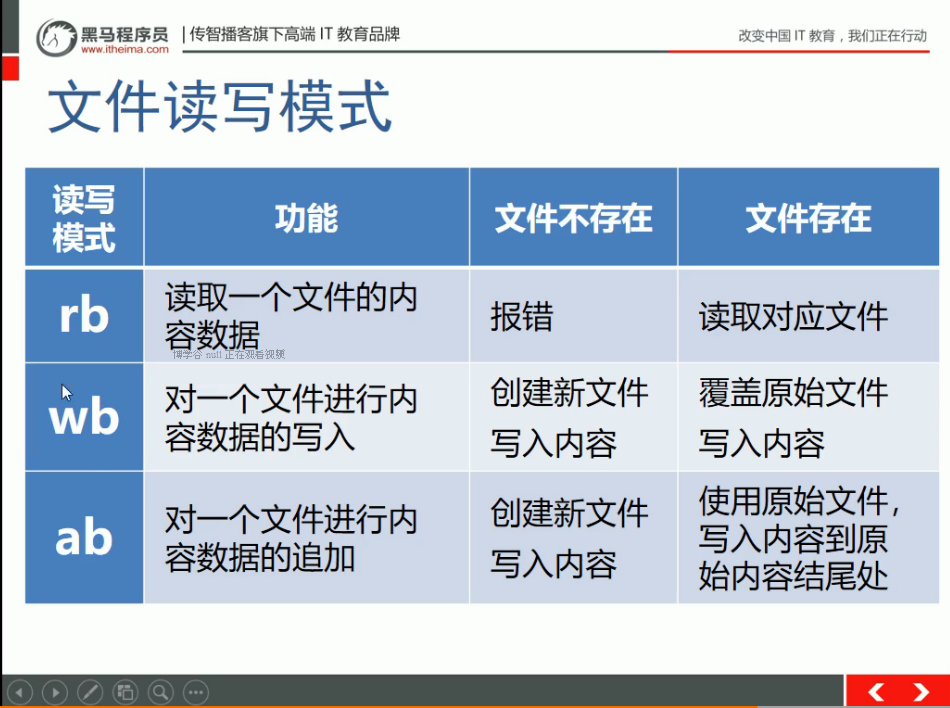 黑马程序员
www.itheima.com
|传智播客旗下高端 IT 教育品牌
改变中国 IT 教育，我们正在行动
文件读写模式
读写
模式
功能
文件不存在
文件存在
rb
读取一个文件的内
容数据
报错
读取对应文件
博学谷 null 正在观看视频
wb
对一个文件进行内
容数据的写入
创建新文件
写入内容
覆盖原始文件
写入内容
ab
对一个文件进行内
容数据的追加
创建新文件
写入内容
使用原始文件，
写入内容到原
始内容结尾处